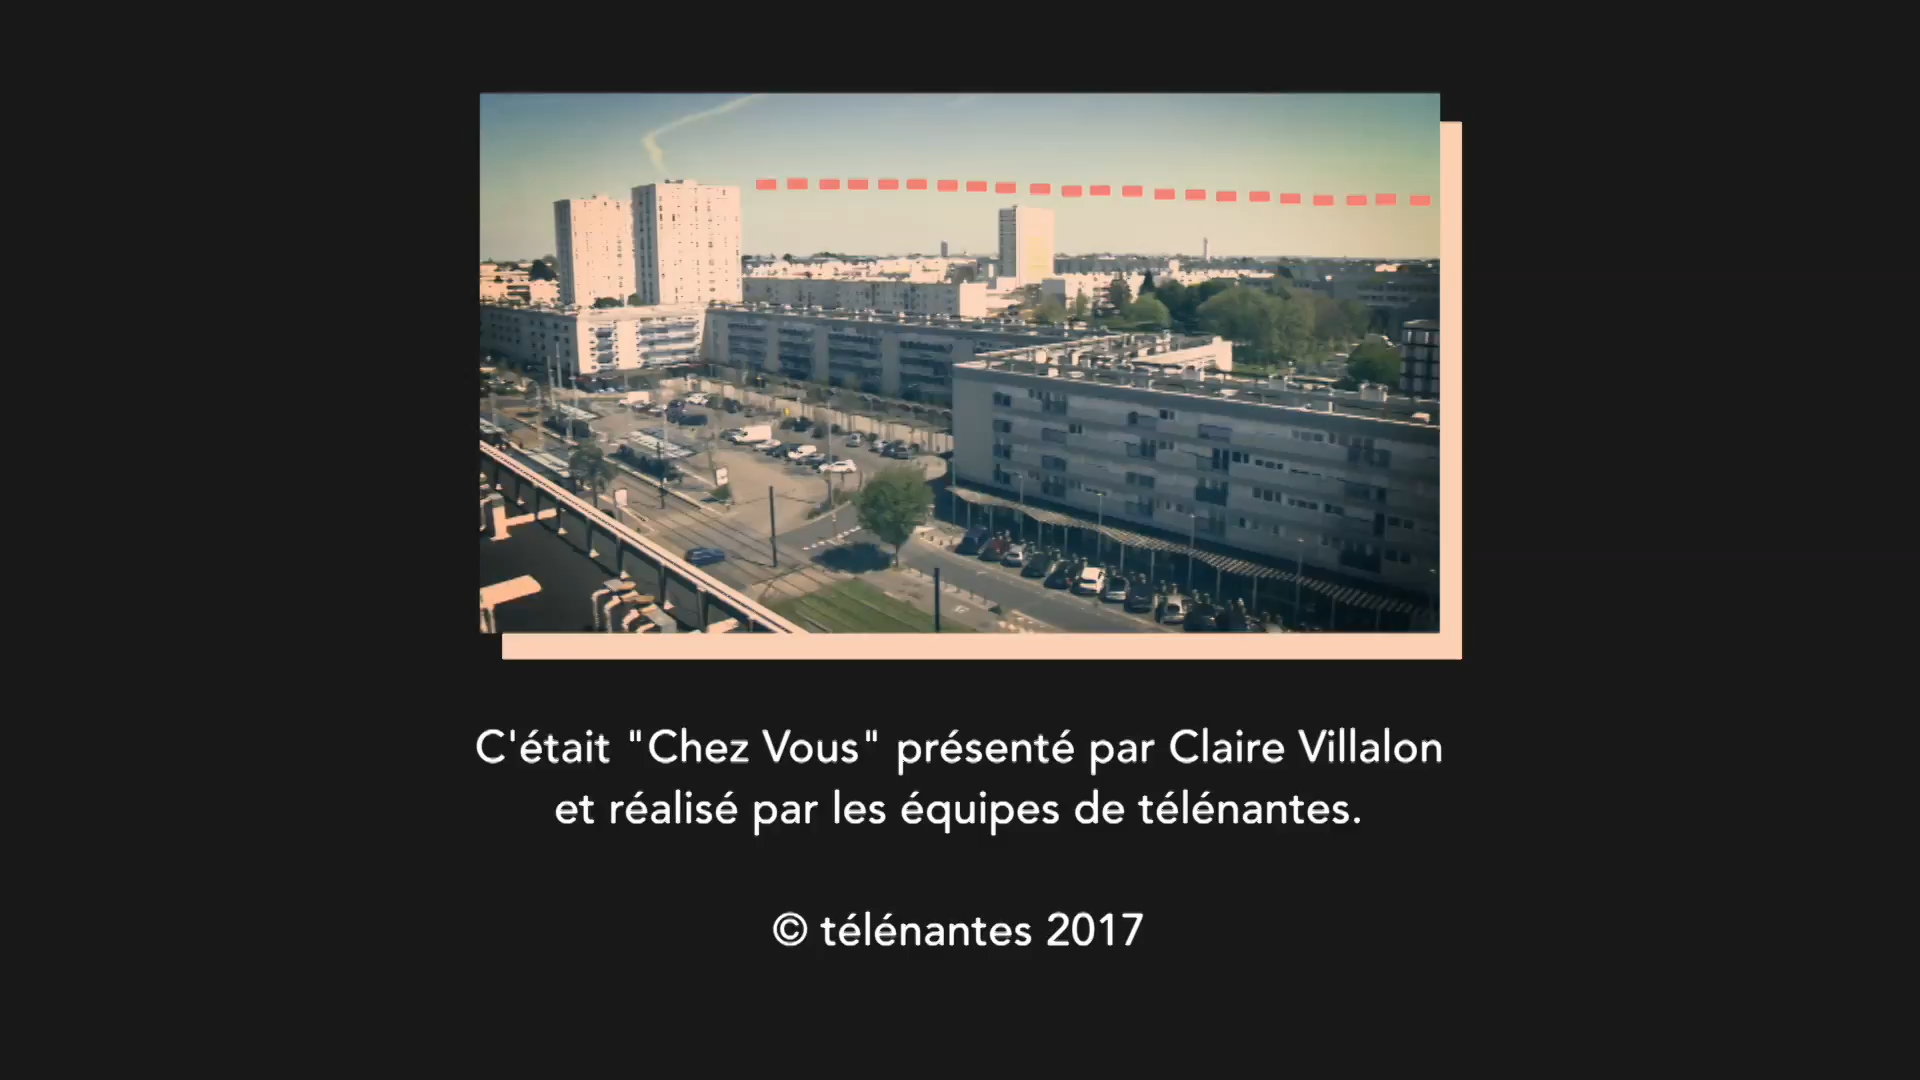 C'était "Chez Vous" présenté par Claire Villalon
et réalisé par les équipes de télénantes.
© télénantes 2017